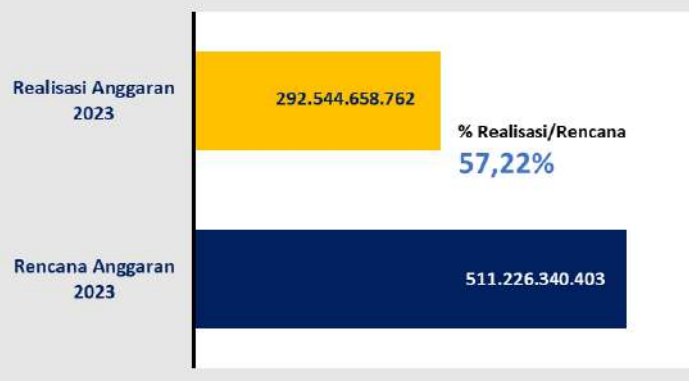 Realisasi Anggaran
2023
292.544.658.762
% Realisasi/Rencana
57,22%
Rencana Anggaran
2023
511.226.340.403